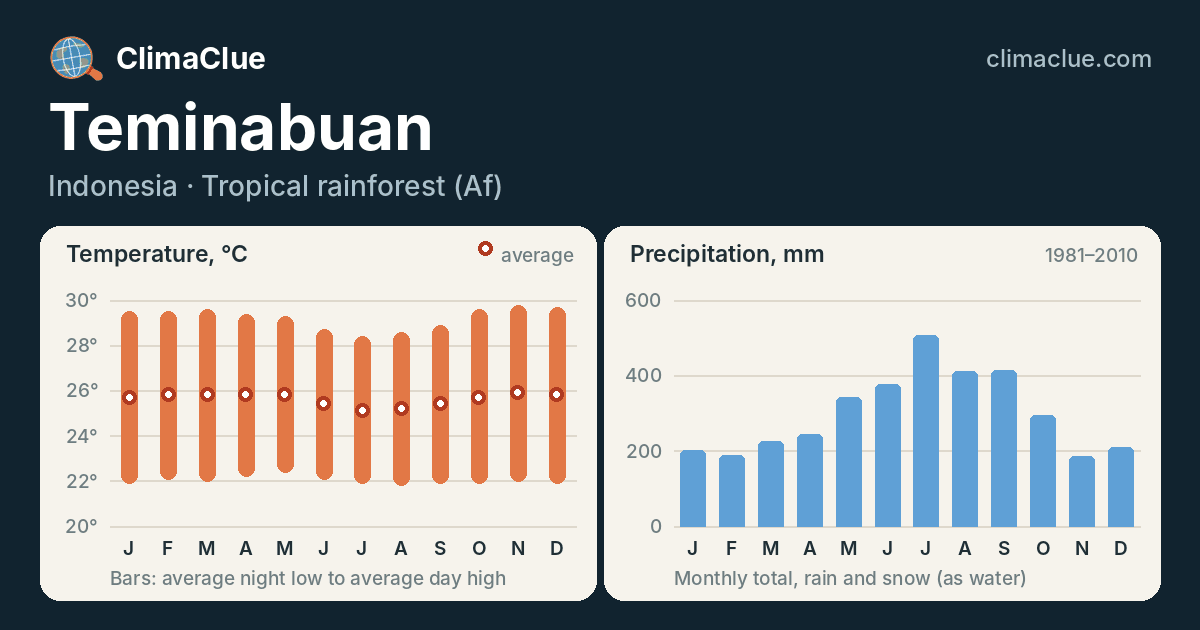 ClimaClue
climaclue.com
Teminabuan
Indonesia · Tropical rainforest (Af)
Temperature, °C
average
30°
28°
26°
24°
22°
20°
J F M A M J J A S O N D
Bars: average night low to average day high
Precipitation, mm
1981–2010
600
400
200
0
J F M A M J J A S O N D
Monthly total, rain and snow (as water)